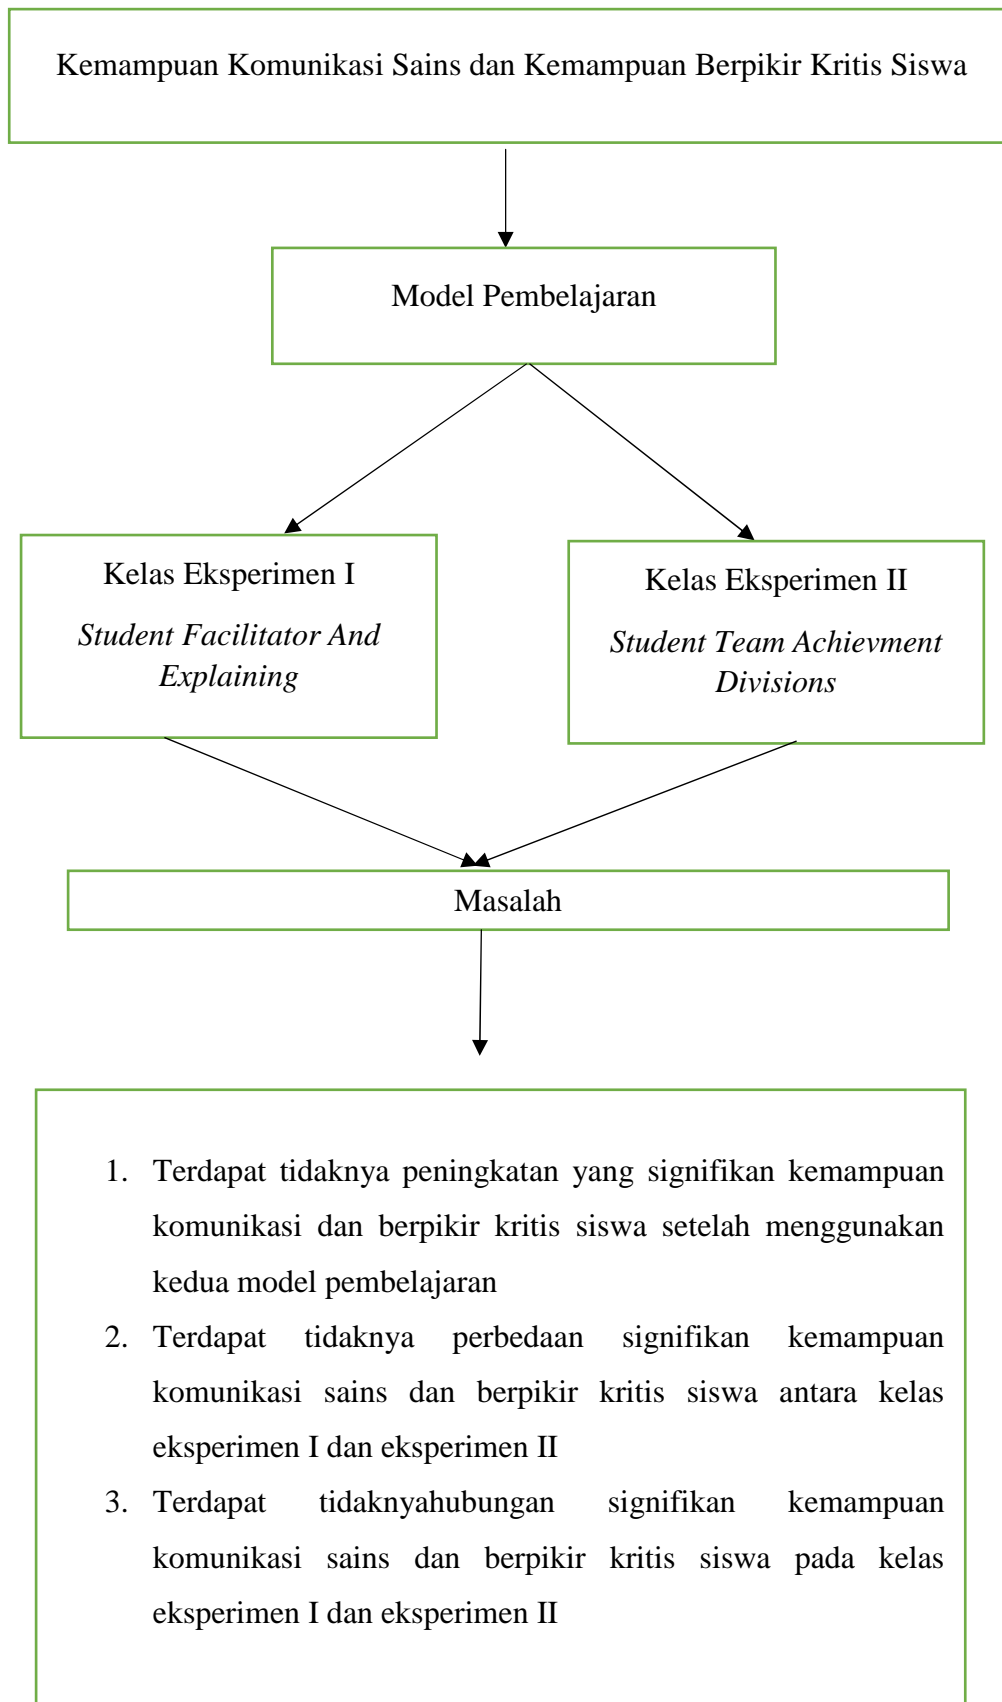 Kemampuan Komunikasi Sains dan Kemampuan Berpikir Kritis Siswa
Model Pembelajaran
Kelas Eksperimen I
Student Facilitator And
Explaining
Kelas Eksperimen II
Student Team Achievment
Divisions
Masalah
1. Terdapat tidaknya peningkatan yang signifikan kemampuan
komunikasi dan berpikir kritis siswa setelah menggunakan
kedua model pembelajaran
2. Terdapat tidaknya perbedaan signifikan kemampuan
komunikasi sains dan berpikir kritis siswa antara kelas
eksperimen I dan eksperimen II
3. Terdapat tidaknyahubungan signifikan kemampuan
komunikasi sains dan berpikir kritis siswa pada kelas
eksperimen I dan eksperimen II